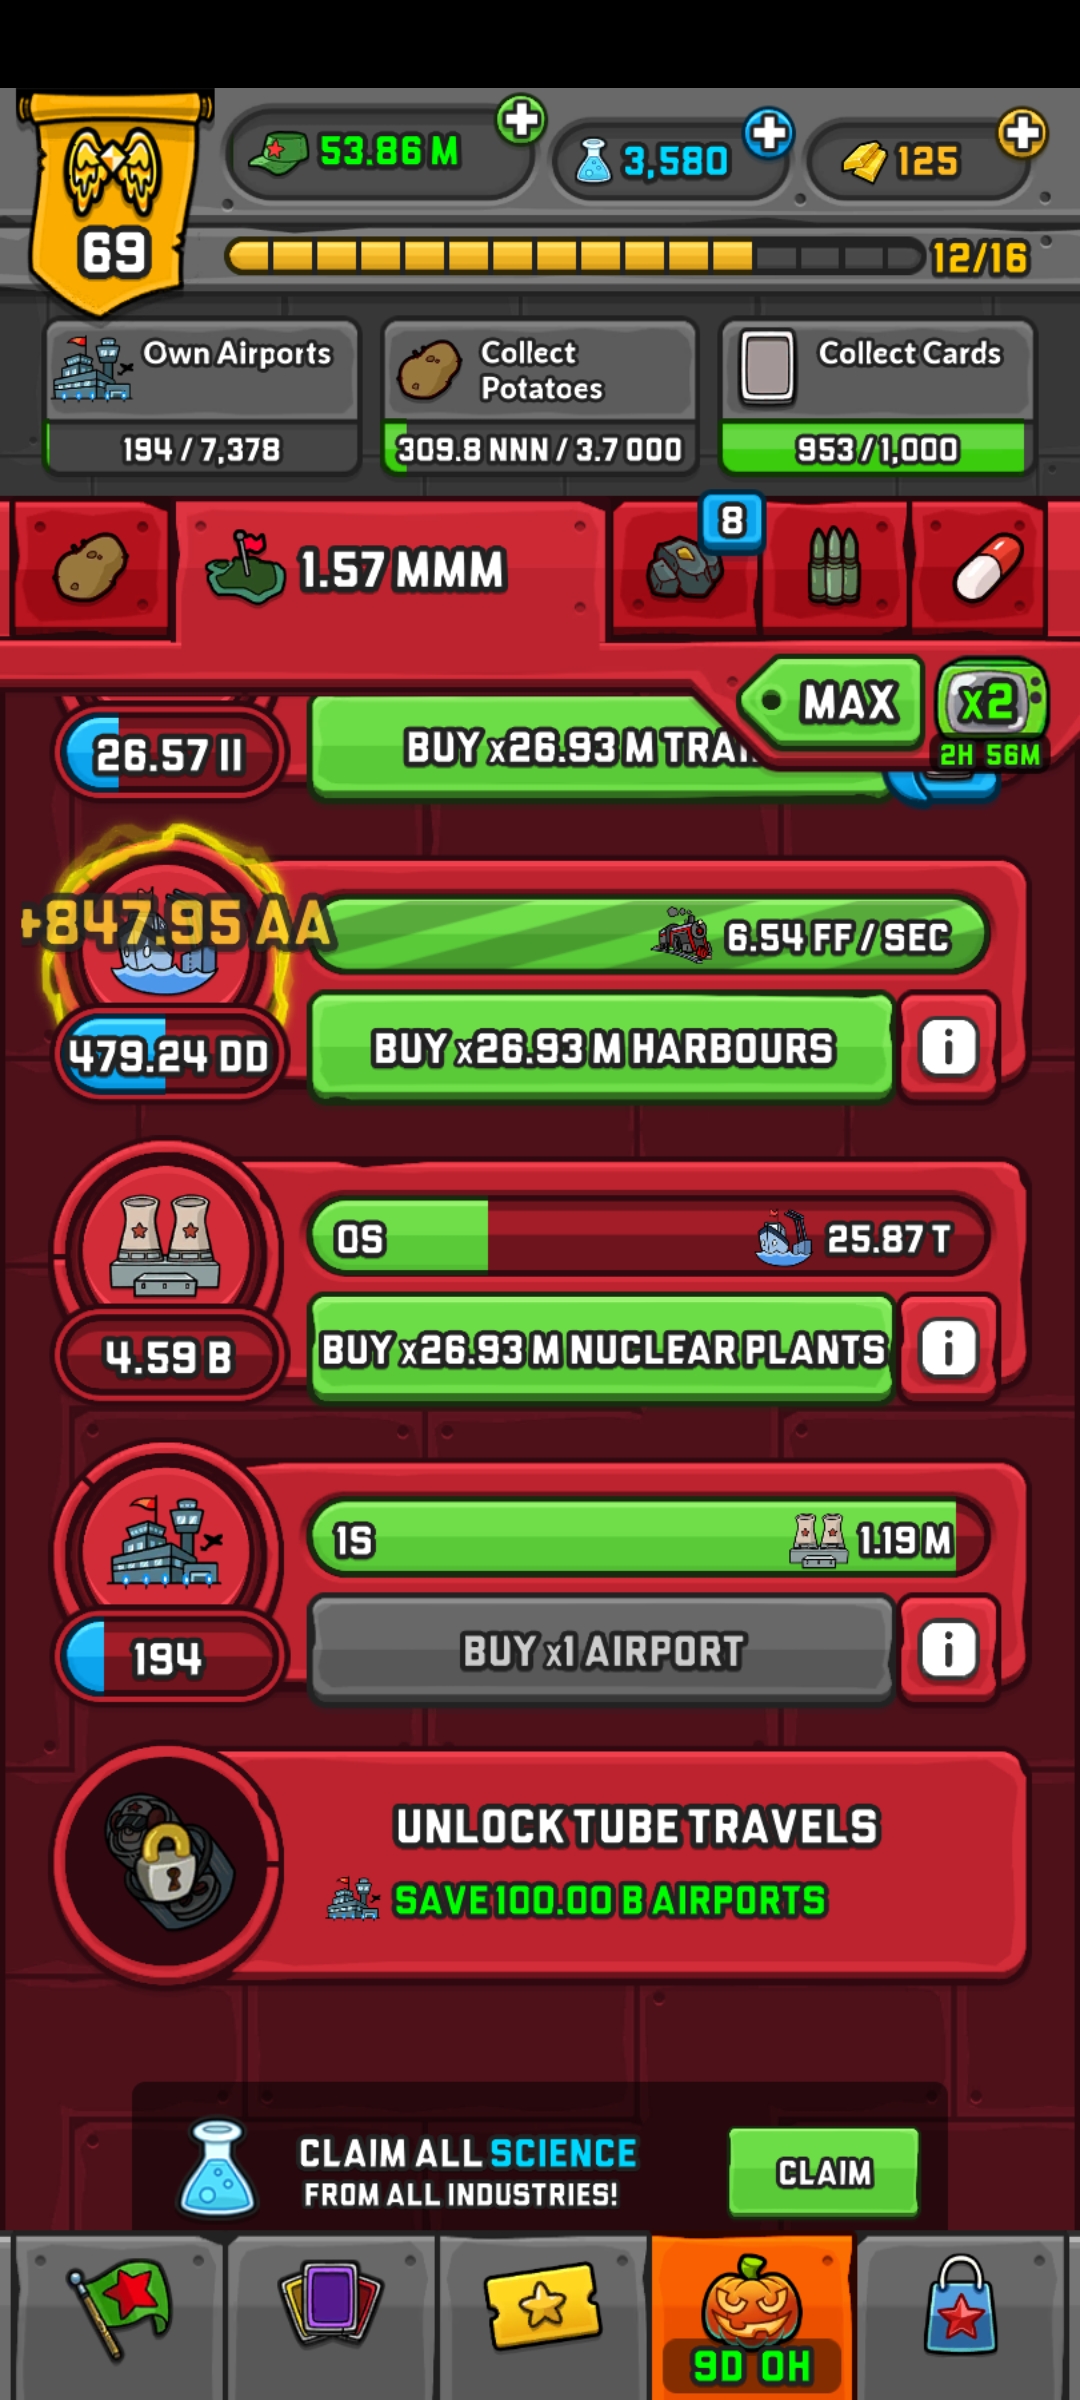 53.86 M
3,580
125
69
12/16
Own Airports
194 / 7,378
Collect
Potatoes
309.8 NNN / 3.7 OOO
Collect Cards
953 / 1,000
1.57 MMM
8
MAX
x2
2H 56M
26.57 II
BUY x26.93 M TRAI
+847.95 AA
6.54 FF / SEC
479.24 DD
BUY x26.93 M HARBOURS
i
0S
25.87 T
4.59 B
BUY x26.93 M NUCLEAR PLANTS
i
1S
1.19 M
194
BUY x1 AIRPORT
i
UNLOCK TUBE TRAVELS
SAVE 100.00 B AIRPORTS
CLAIM ALL SCIENCE
FROM ALL INDUSTRIES!
CLAIM
9D 0H